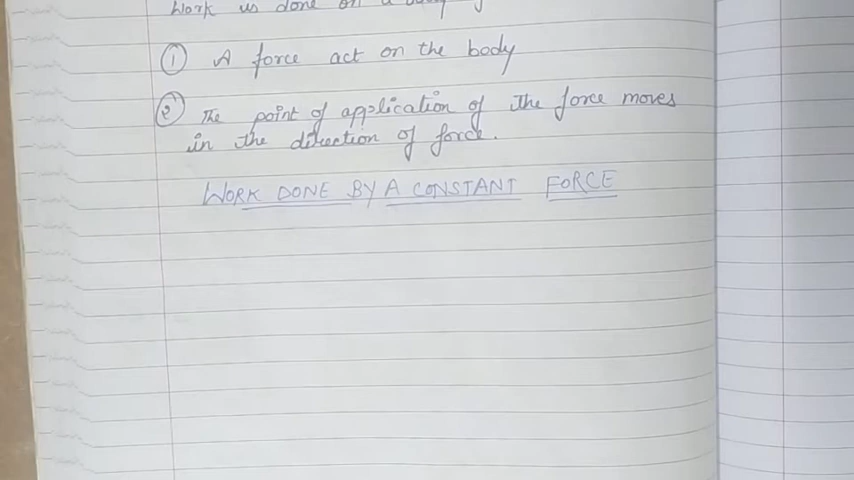 Work is done on a body
① A force act on the body
② The point of application of the force moves
in the direction of force.
WORK DONE BY A CONSTANT FORCE